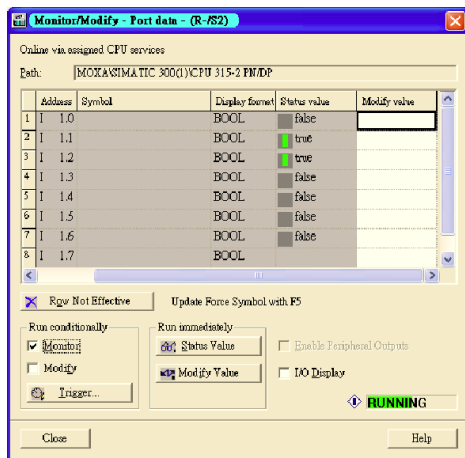 Monitor/Modify - Port data - (R-/S2)
Online via assigned CPU services
Path: MOXA\SIMATIC 300(1)\CPU 315-2 PN/DP
Address Symbol Display format Status value Modify value
1 I 1.0 BOOL false
2 I 1.1 BOOL true
3 I 1.2 BOOL true
4 I 1.3 BOOL false
5 I 1.4 BOOL false
6 I 1.5 BOOL false
7 I 1.6 BOOL false
8 I 1.7 BOOL
Row Not Effective Update Force Symbol with F5
Run conditionally Run immediately
Monitor Status Value Enable Peripheral Outputs
Modify Modify Value I/O Display
Trigger...
RUNNING
Close Help